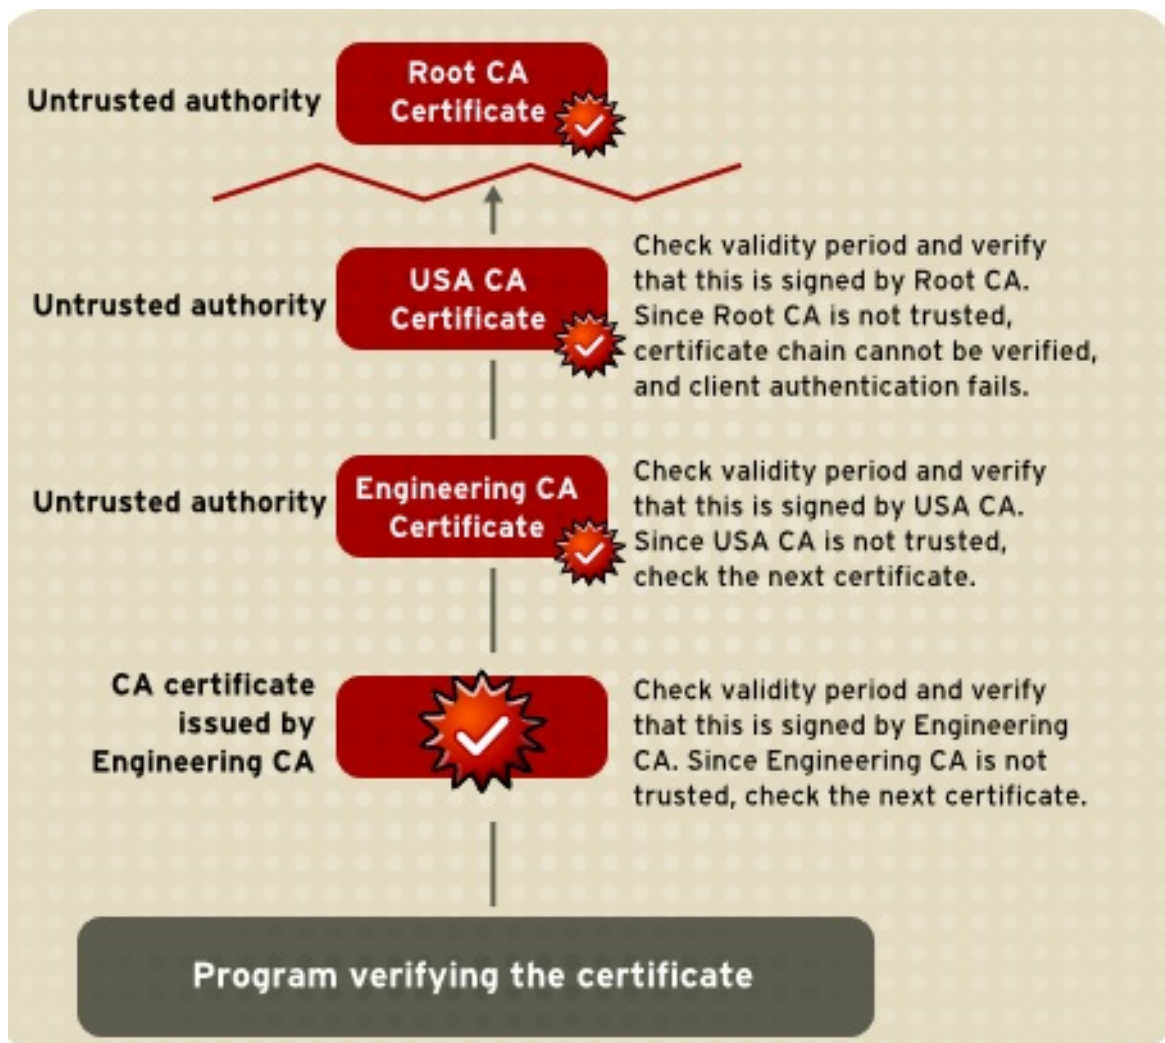 Untrusted authority
Root CA
Certificate
Untrusted authority
USA CA
Certificate
Check validity period and verify
that this is signed by Root CA.
Since Root CA is not trusted,
certificate chain cannot be verified,
and client authentication fails.
Untrusted authority
Engineering CA
Certificate
Check validity period and verify
that this is signed by USA CA.
Since USA CA is not trusted,
check the next certificate.
CA certificate
issued by
Engineering CA
Check validity period and verify
that this is signed by Engineering
CA. Since Engineering CA is not
trusted, check the next certificate.
Program verifying the certificate